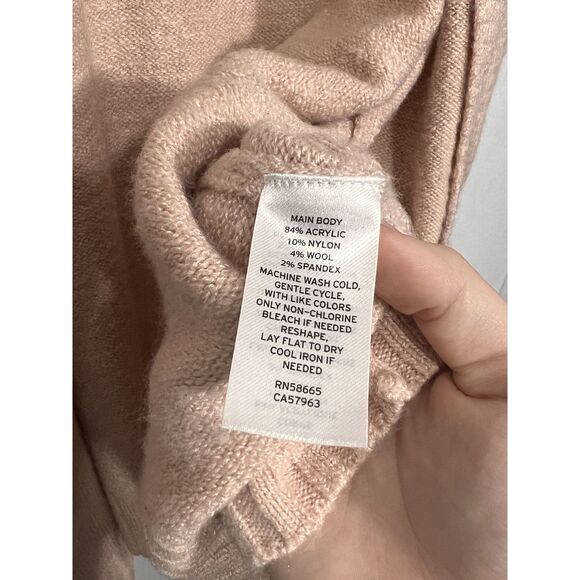 MAIN BODY
84% ACRYLIC
10% NYLON
4% WOOL
2% SPANDEX
MACHINE WASH COLD,
GENTLE CYCLE,
WITH LIKE COLORS
ONLY NON-CHLORINE
BLEACH IF NEEDED
RESHAPE,
LAY FLAT TO DRY
COOL IRON IF
NEEDED
RN58665
CA57963